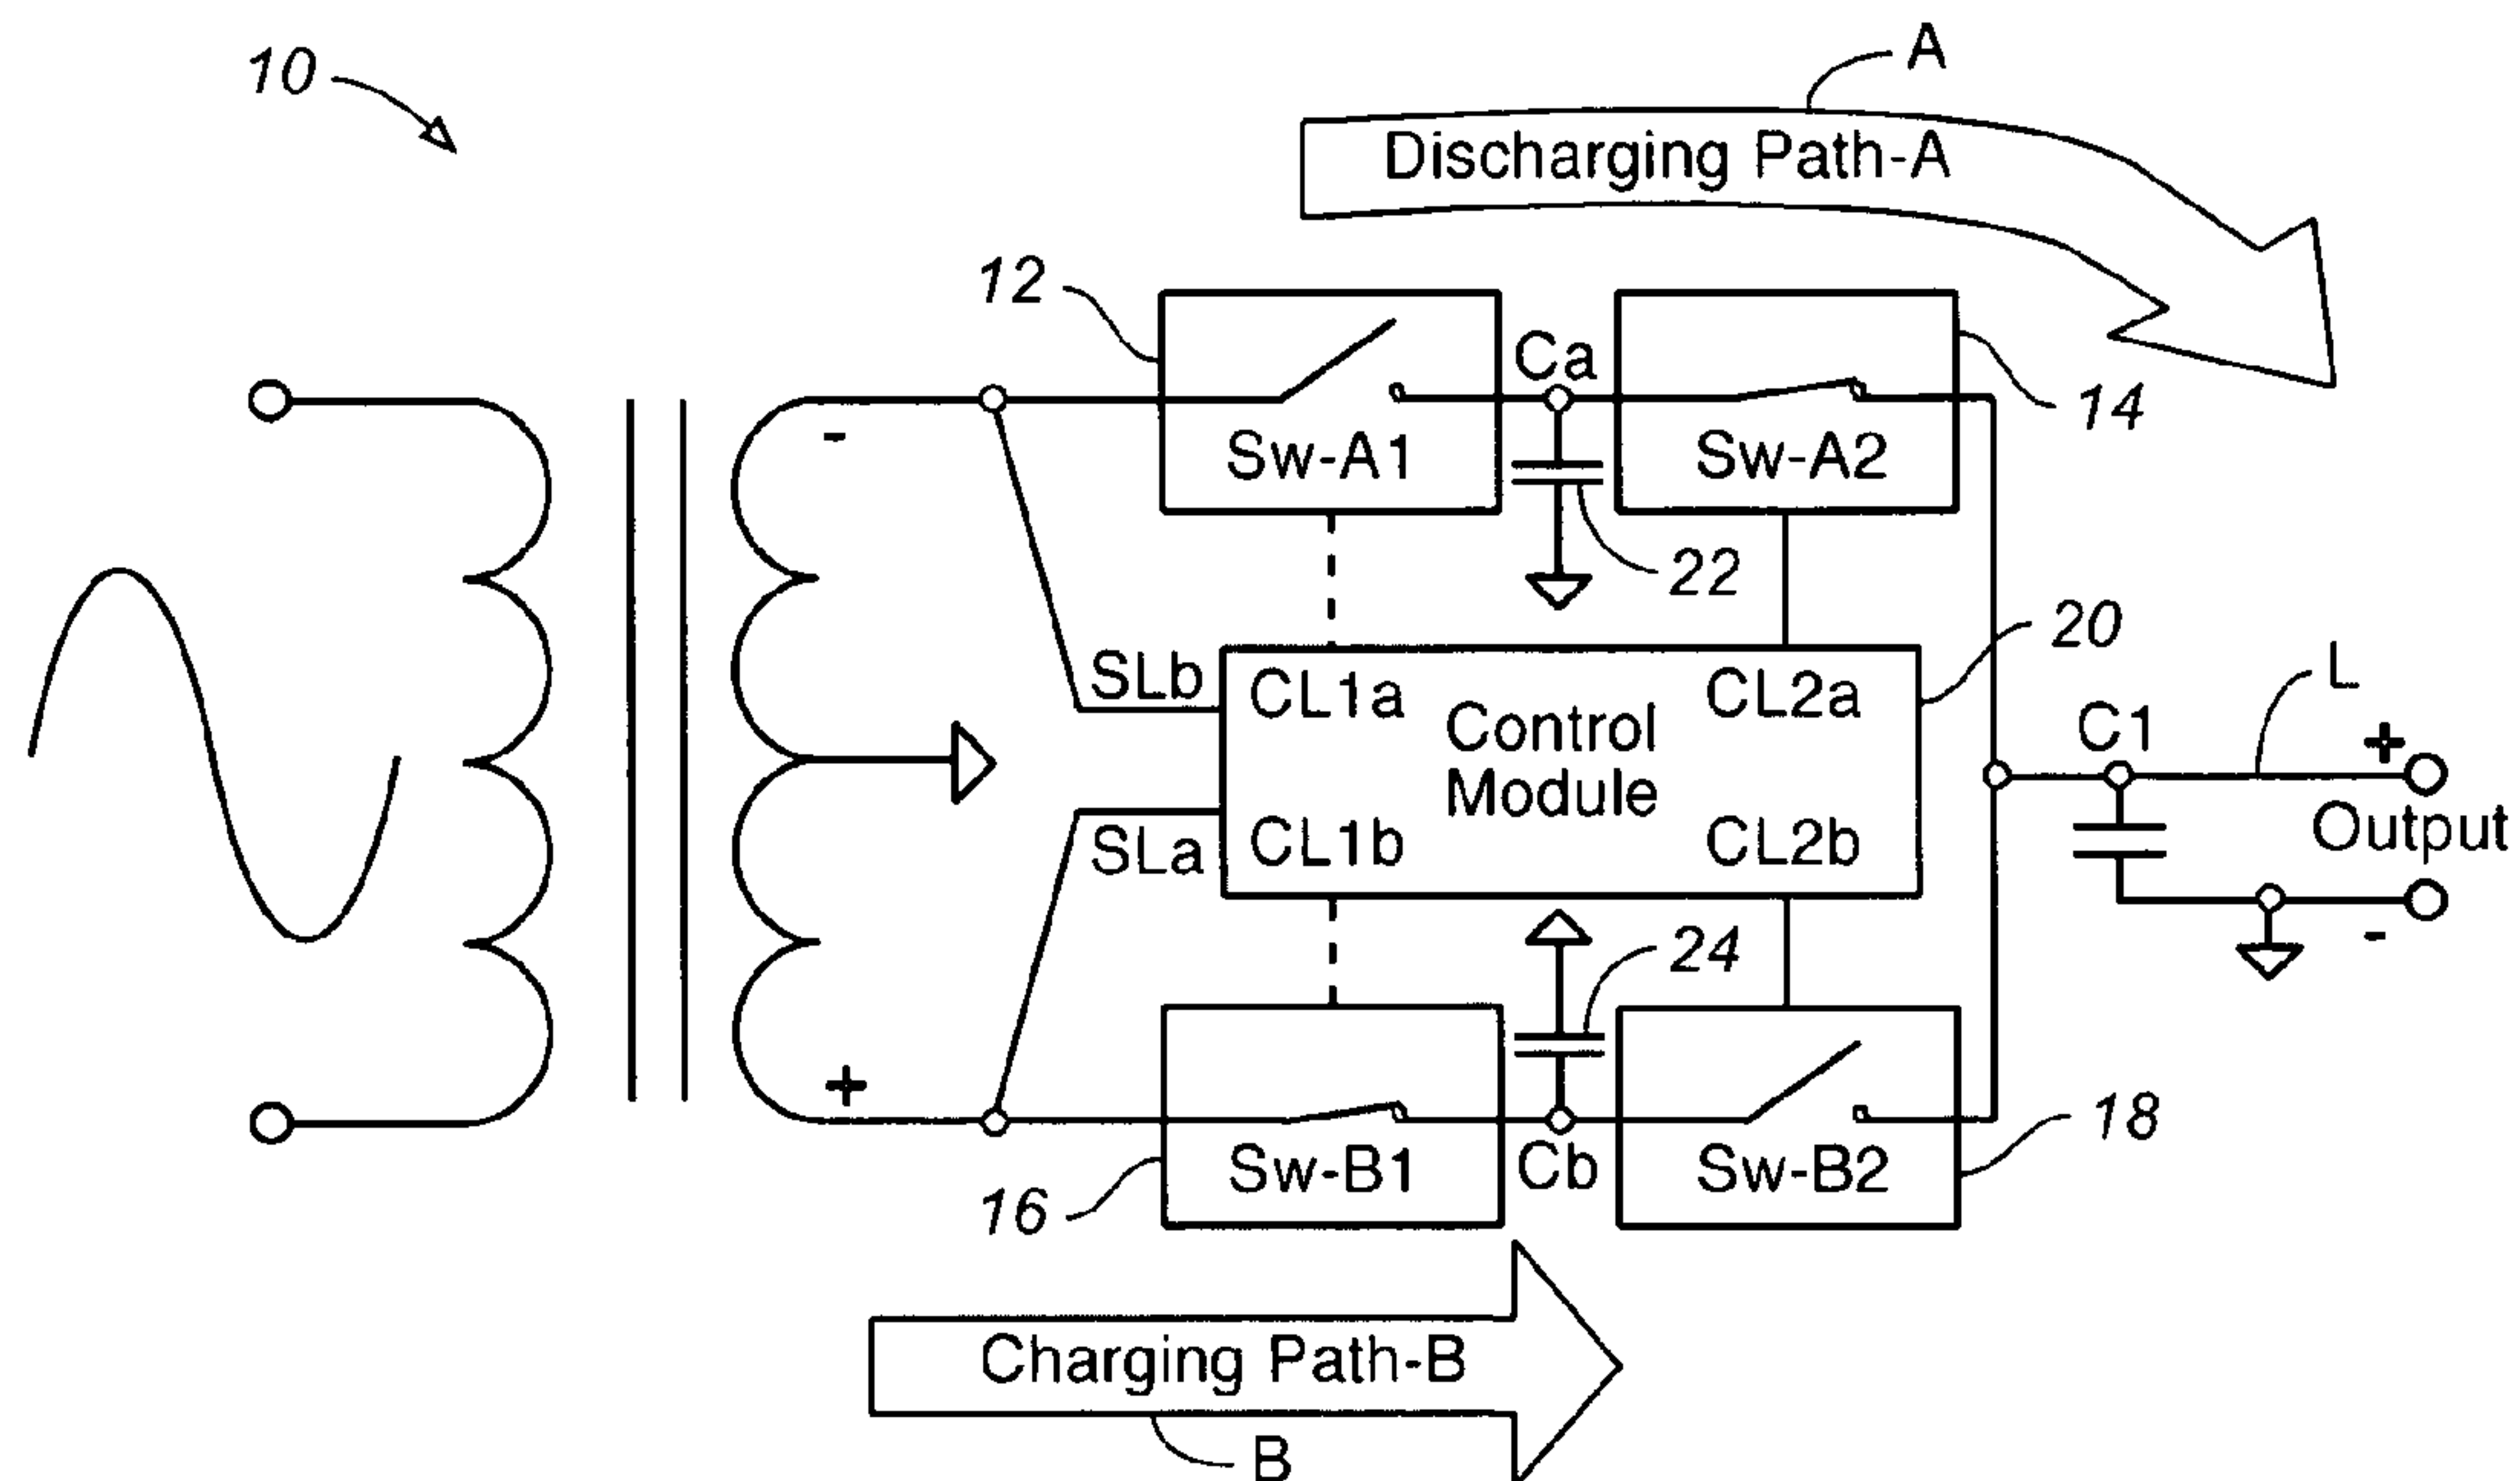 10
A
Discharging Path-A
12
Ca
14
-
Sw-A1
Sw-A2
22
20
SLb
CL1a
CL2a
L
Control
Module
C1
+
SLa
CL1b
CL2b
Output
24
-
+
18
Sw-B1
Cb
Sw-B2
16
Charging Path-B
B